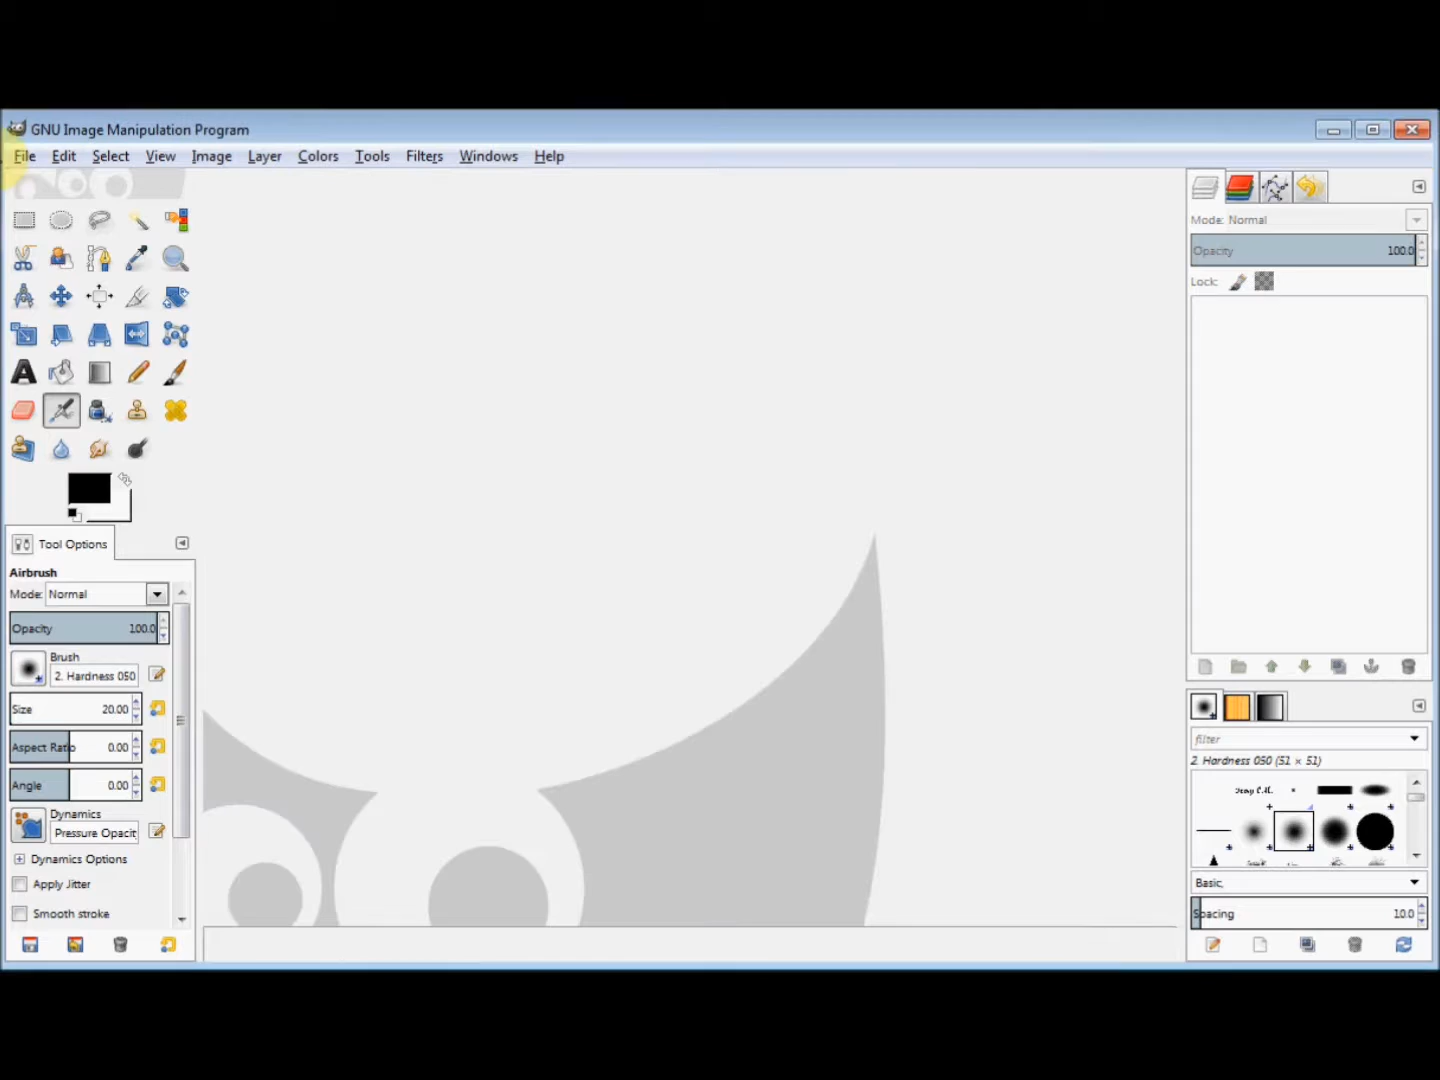 GNU Image Manipulation Program
File Edit Select View Image Layer Colors Tools Filters Windows Help
Mode: Normal
Opacity 100.0
Lock:
Tool Options
Airbrush
Mode: Normal
Opacity 100.0
Brush
2. Hardness 050
Size 20.00
Aspect Ratio 0.00
Angle 0.00
Dynamics
Pressure Opacit
Dynamics Options
Apply Jitter
Smooth stroke
filter
2. Hardness 050 (51 × 51)
Basic,
Spacing 10.0